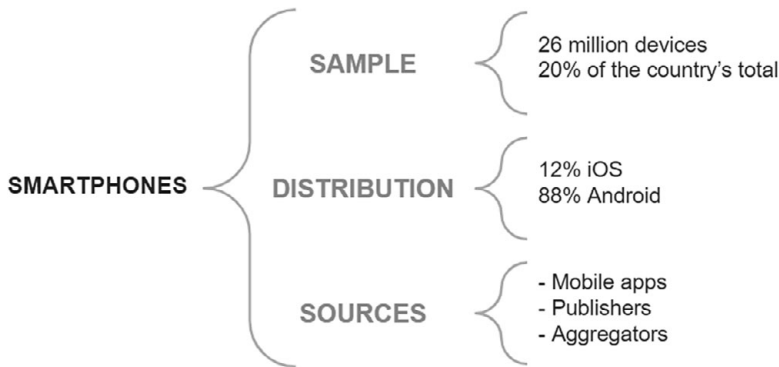 SMARTPHONES
SAMPLE
26 million devices
20% of the country’s total
DISTRIBUTION
12% iOS
88% Android
SOURCES
- Mobile apps
- Publishers
- Aggregators